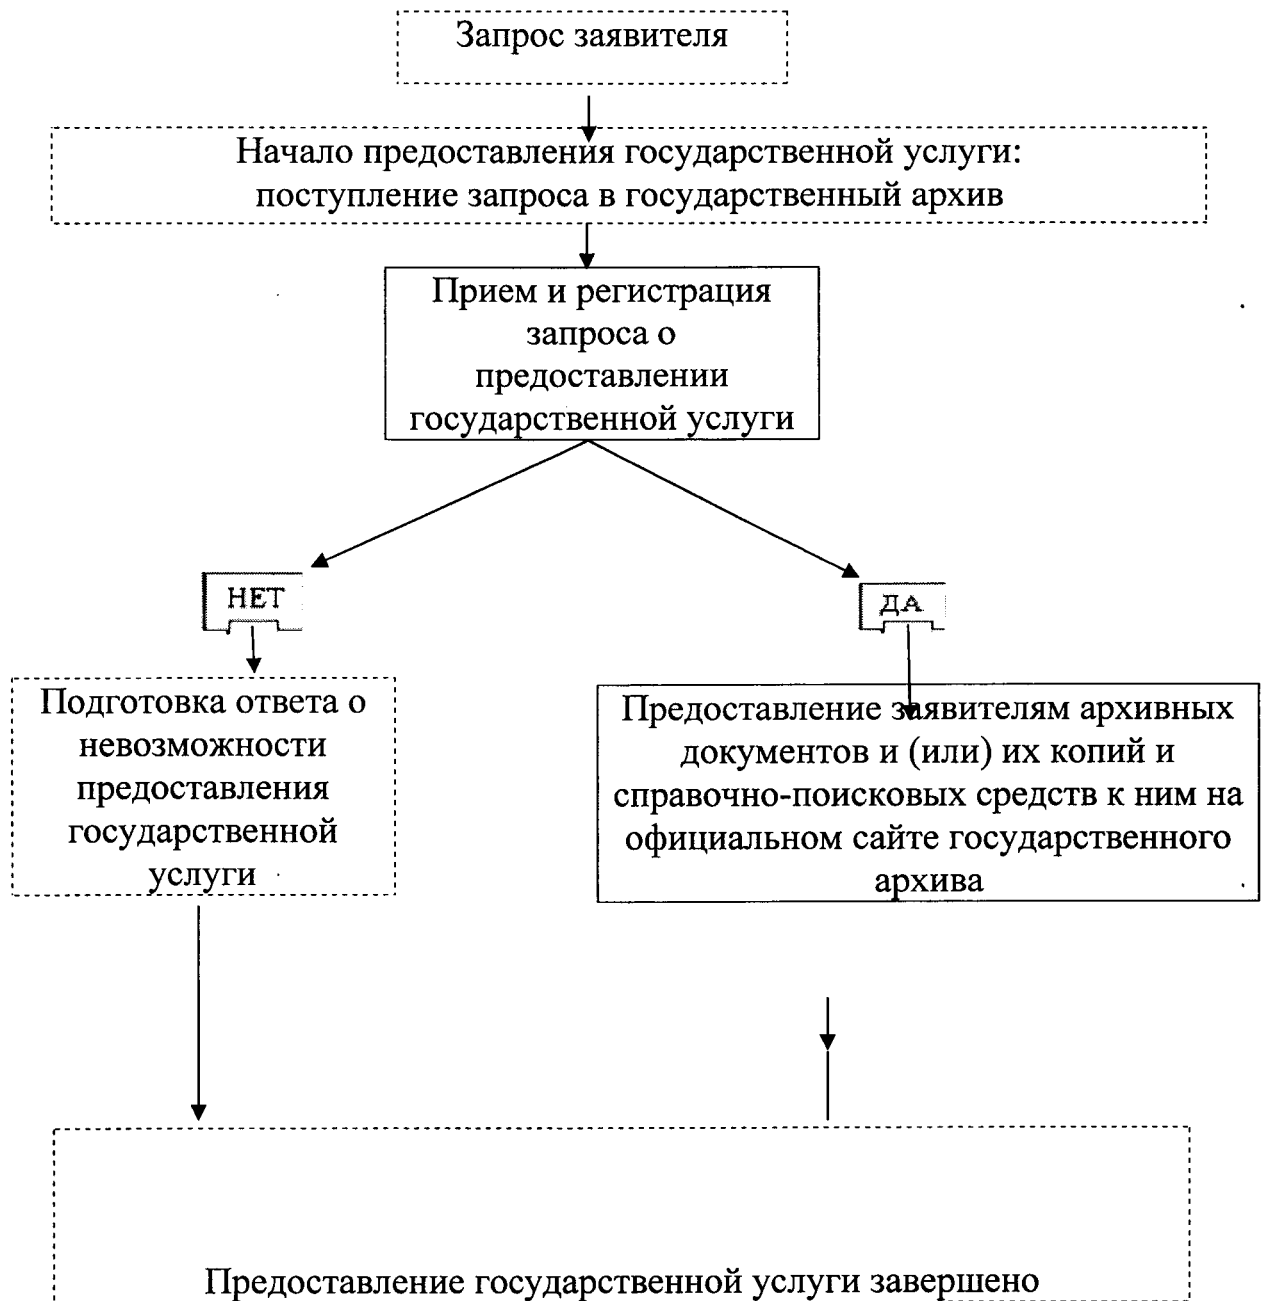 Запрос заявителя
Начало предоставления государственной услуги:
поступление запроса в государственный архив
Прием и регистрация
запроса о
предоставлении
государственной услуги
НЕТ
ДА
Подготовка ответа о
невозможности
предоставления
государственной
услуги
Предоставление заявителям архивных
документов и (или) их копий и
справочно-поисковых средств к ним на
официальном сайте государственного
архива
Предоставление государственной услуги завершено